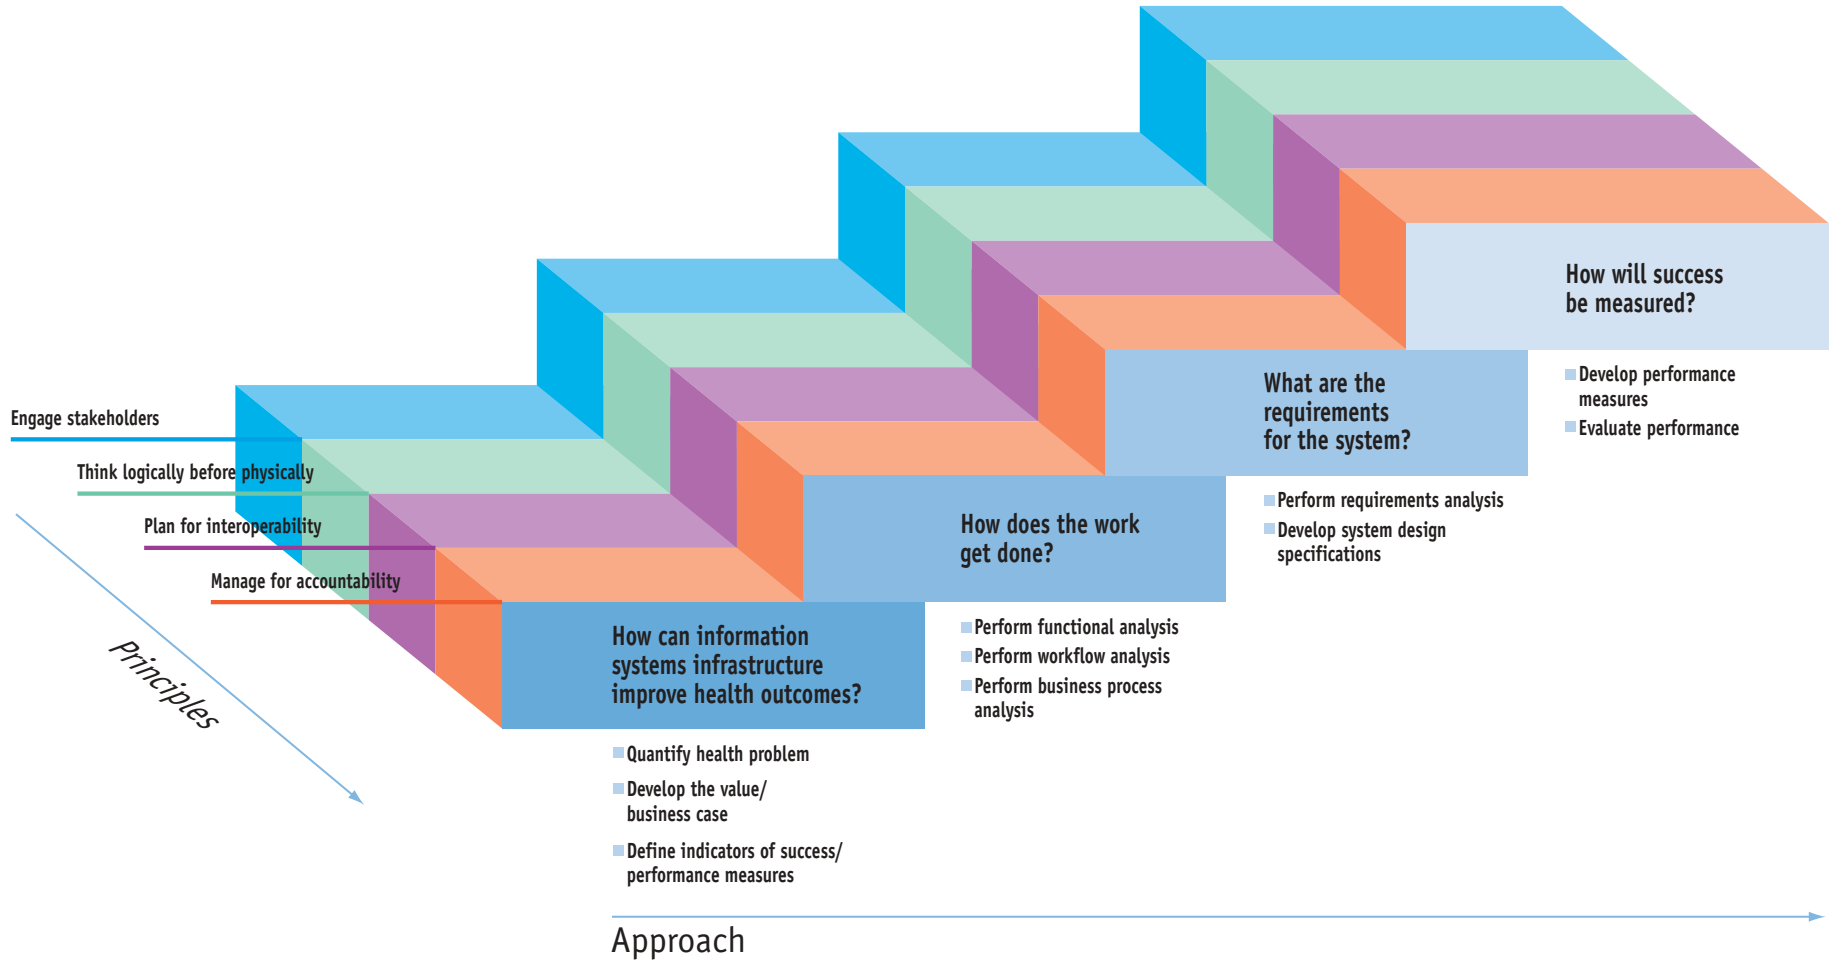 Engage stakeholders
Think logically before physically
Plan for interoperability
Manage for accountability
Principles
How can information
systems infrastructure
improve health outcomes?
Quantify health problem
Develop the value/
business case
Define indicators of success/
performance measures
How does the work
get done?
Perform functional analysis
Perform workflow analysis
Perform business process
analysis
What are the
requirements
for the system?
Perform requirements analysis
Develop system design
specifications
How will success
be measured?
Develop performance
measures
Evaluate performance
Approach